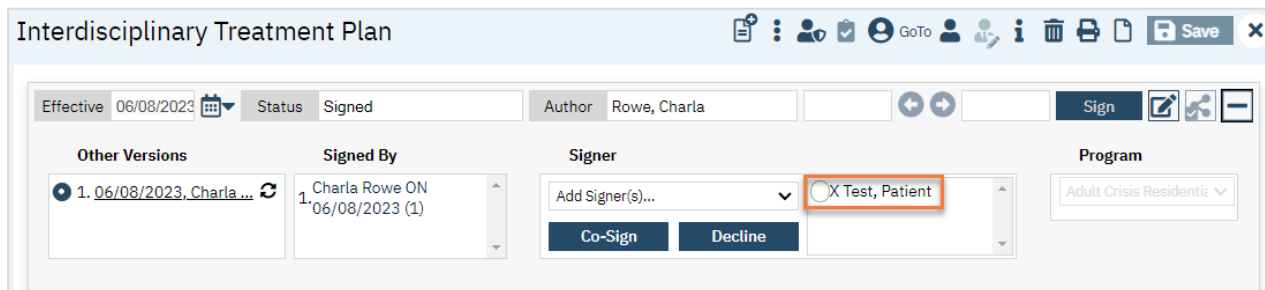 Interdisciplinary Treatment Plan
GoTo
Save
Effective 06/08/2023 Status Signed Author Rowe, Charla Sign
Other Versions Signed By Signer Program
1. 06/08/2023, Charla ...
1. Charla Rowe ON
06/08/2023 (1)
Add Signer(s)...
X Test, Patient
Adult Crisis Residentia
Co-Sign Decline